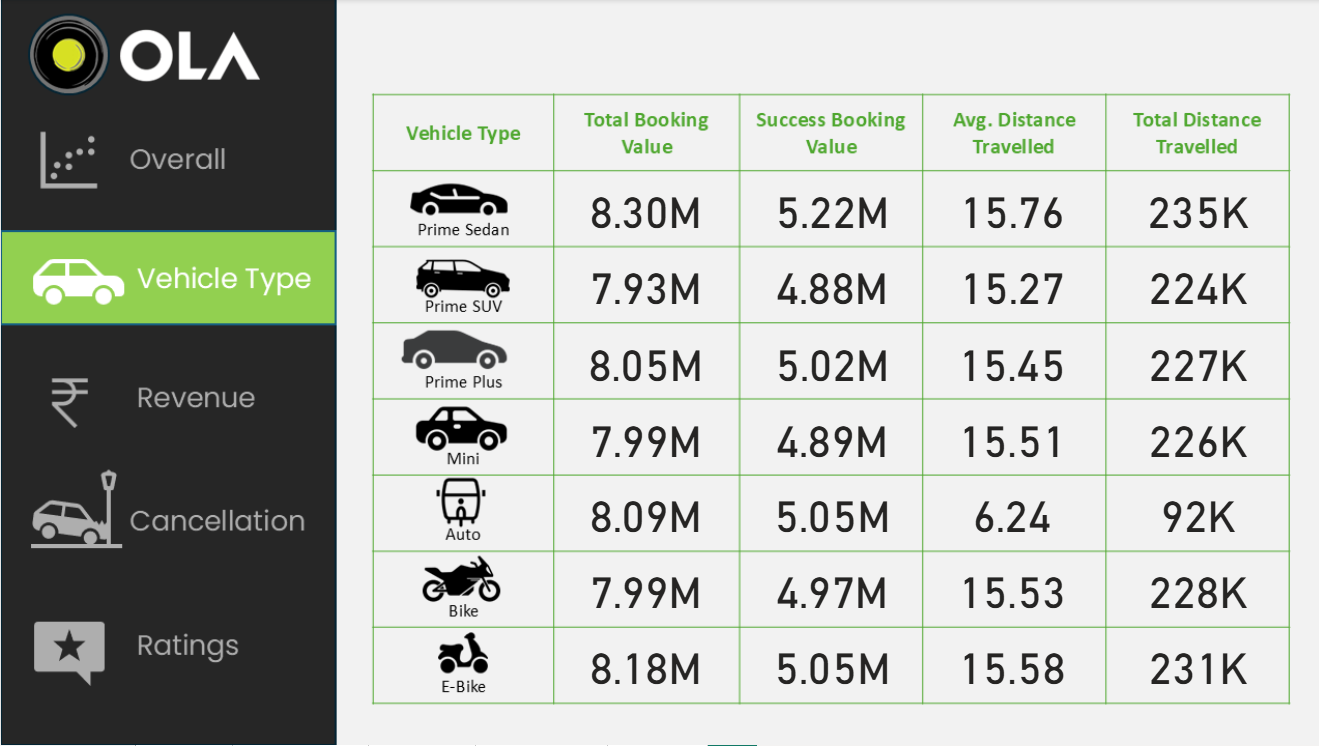 OLA
Overall
Vehicle Type
Revenue
Cancellation
Ratings
Vehicle Type
Total Booking
Value
Success Booking
Value
Avg. Distance
Travelled
Total Distance
Travelled
Prime Sedan
8.30M
5.22M
15.76
235K
Prime SUV
7.93M
4.88M
15.27
224K
Prime Plus
8.05M
5.02M
15.45
227K
Mini
7.99M
4.89M
15.51
226K
Auto
8.09M
5.05M
6.24
92K
Bike
7.99M
4.97M
15.53
228K
E-Bike
8.18M
5.05M
15.58
231K